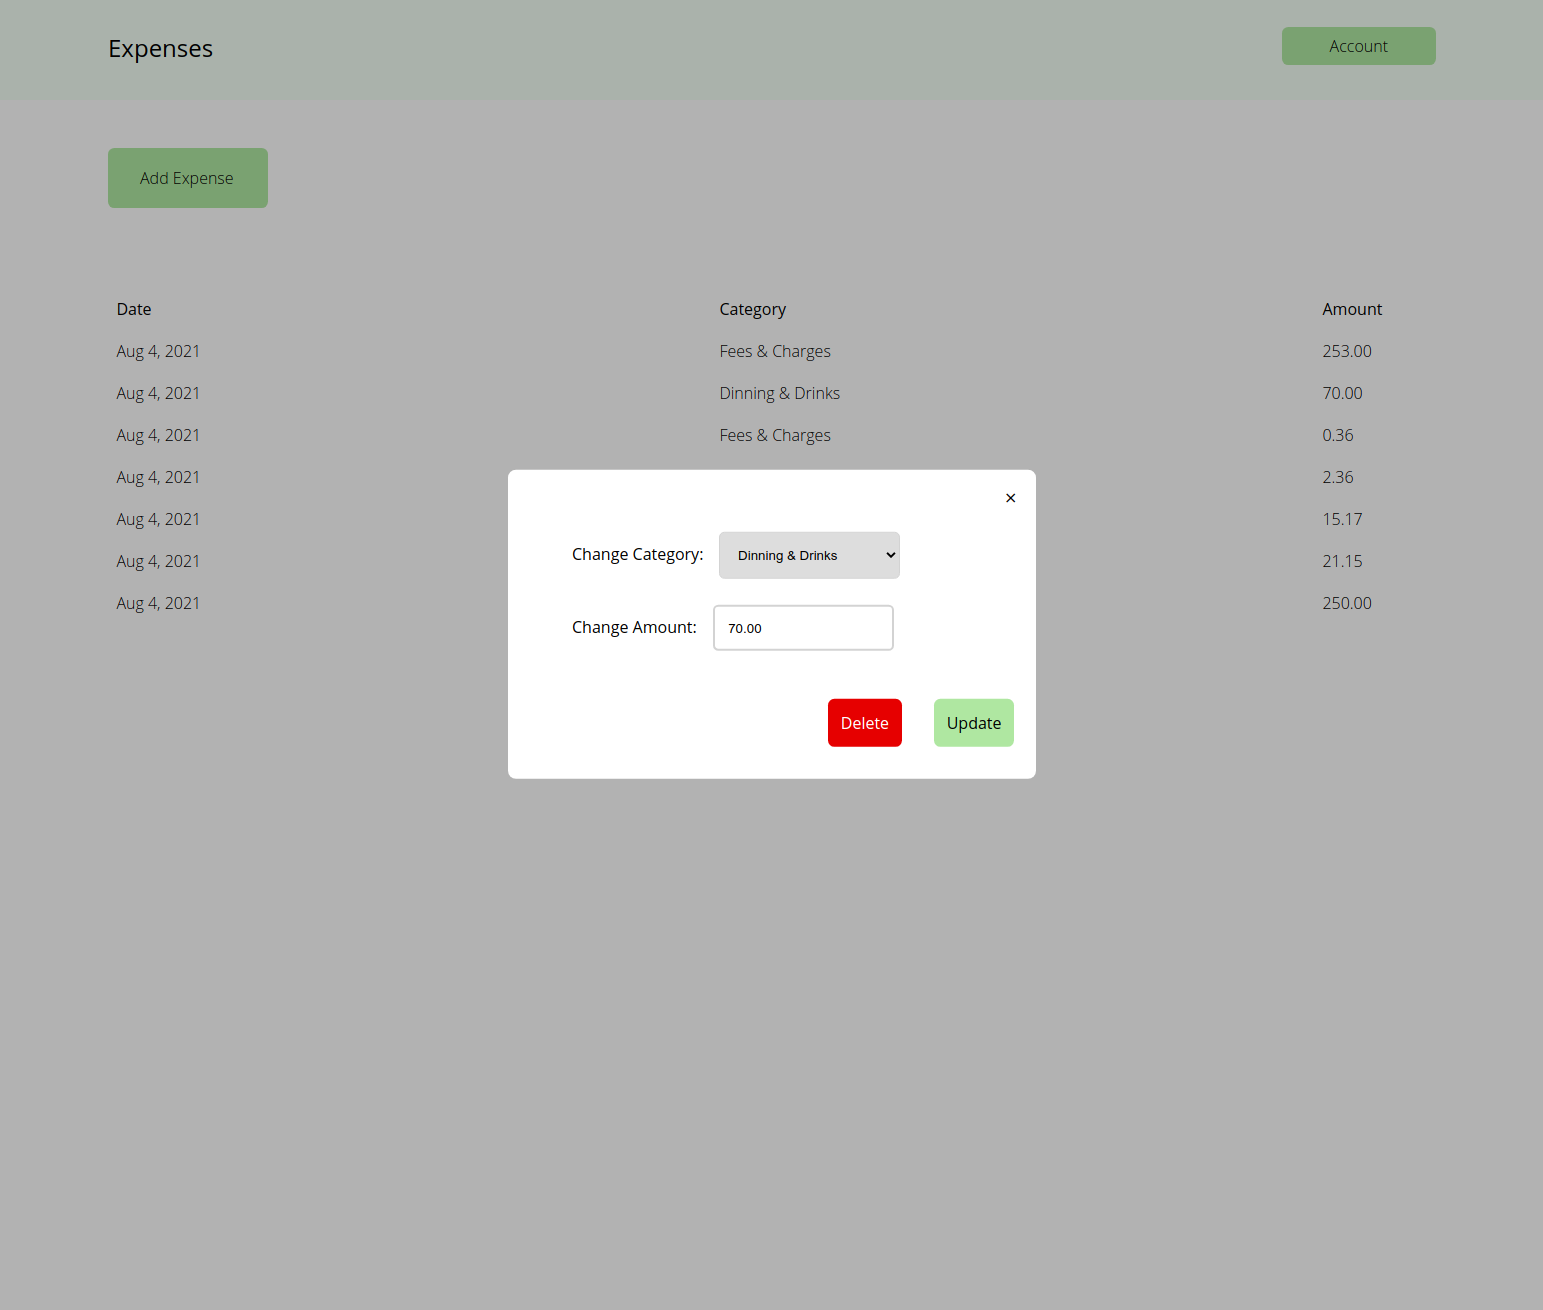 Expenses
Account
Add Expense
Date Category Amount
Aug 4, 2021 Fees & Charges 253.00
Aug 4, 2021 Dinning & Drinks 70.00
Aug 4, 2021 Fees & Charges 0.36
Aug 4, 2021 2.36
Aug 4, 2021 15.17
Aug 4, 2021 21.15
Aug 4, 2021 250.00
×
Change Category: Dinning & Drinks
Change Amount: 70.00
Delete Update